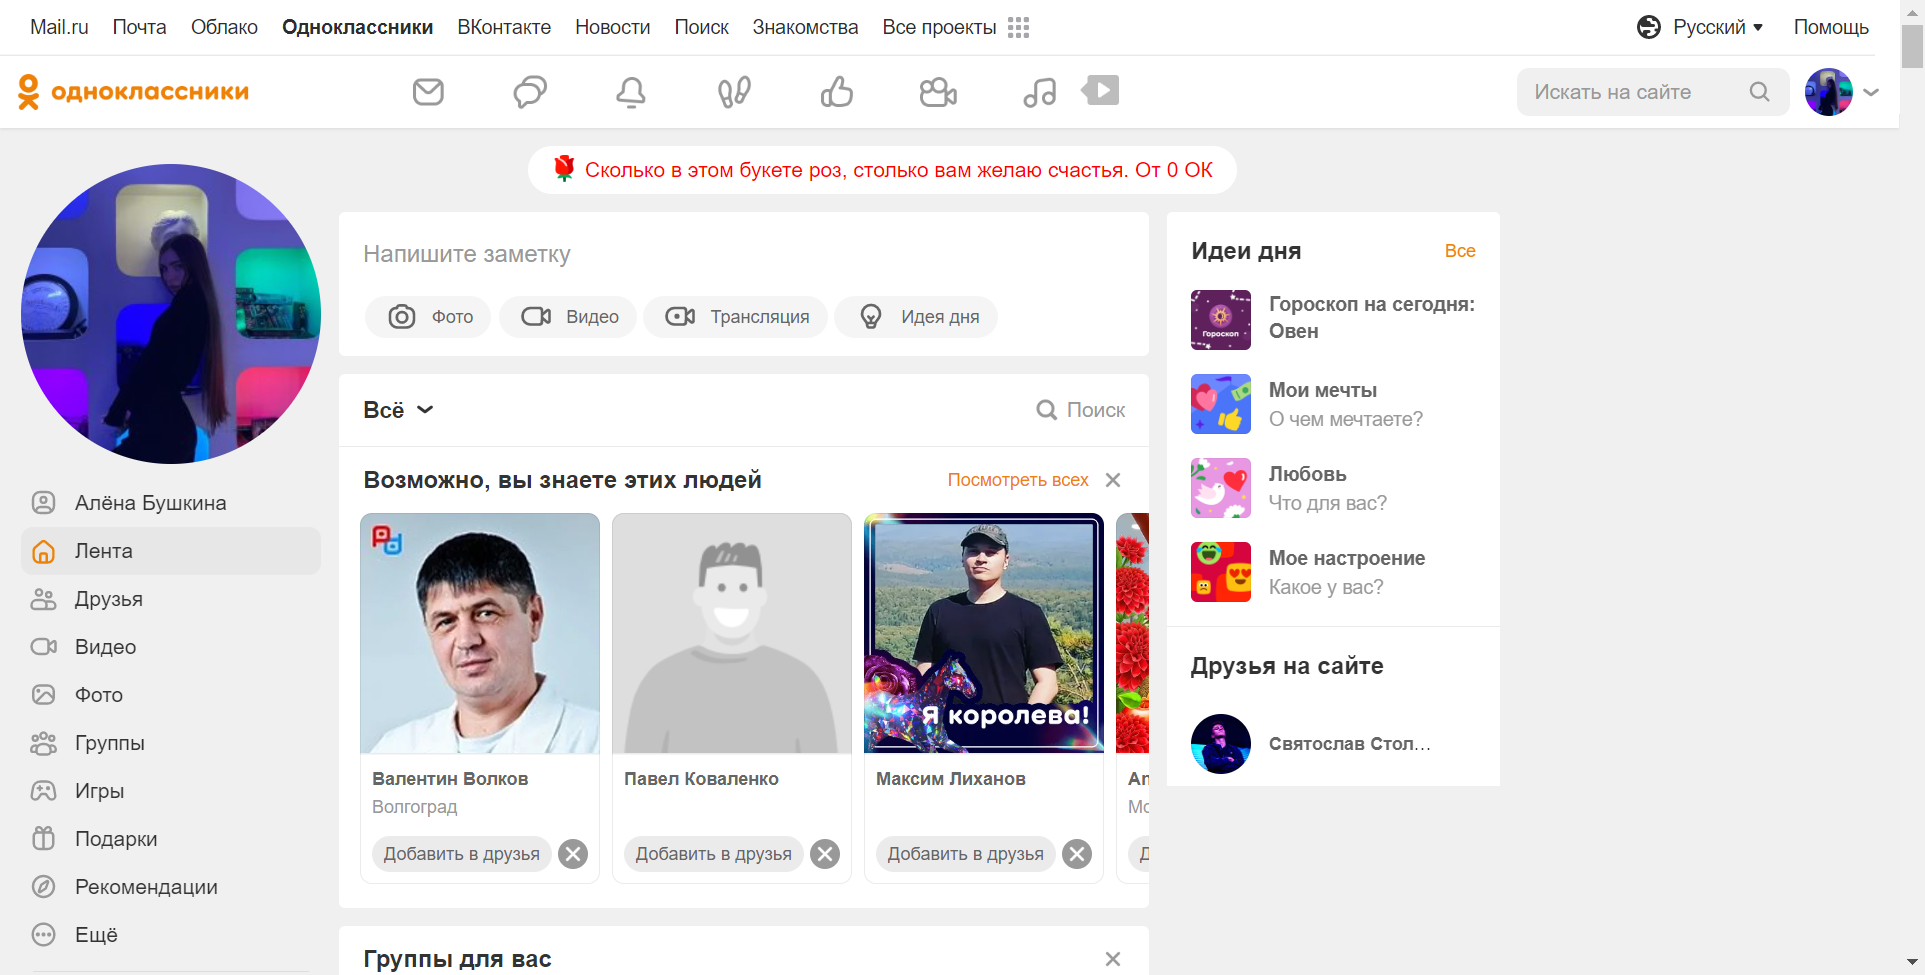 Mail.ru Почта Облако Одноклассники ВКонтакте Новости Поиск Знакомства Все проекты Русский Помощь
одноклассники Искать на сайте
Сколько в этом букете роз, столько вам желаю счастья. От 0 ОК
Напишите заметку
Фото Видео Трансляция Идея дня
Всё Поиск
Возможно, вы знаете этих людей Посмотреть всех
Я королева!
Валентин Волков
Волгоград
Добавить в друзья
Павел Коваленко
Добавить в друзья
Максим Лиханов
Добавить в друзья
Группы для вас
Алёна Бушкина
Лента
Друзья
Видео
Фото
Группы
Игры
Подарки
Рекомендации
Ещё
Идеи дня Все
Гороскоп
Гороскоп на сегодня:
Овен
Мои мечты
О чем мечтаете?
Любовь
Что для вас?
Мое настроение
Какое у вас?
Друзья на сайте
Святослав Стол...